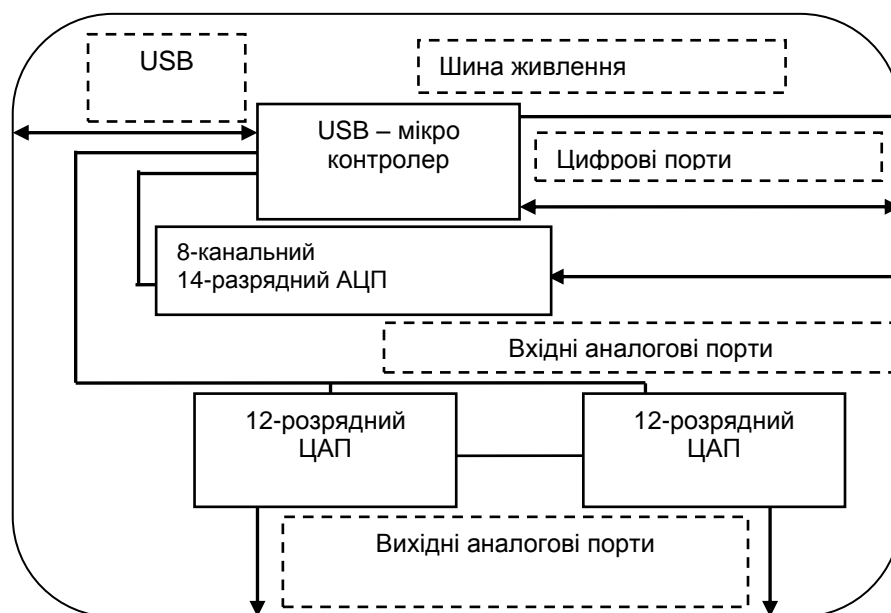 USB
Шина живлення
USB – мікро
контролер
Цифрові порти
8-канальний
14-разрядний АЦП
Вхідні аналогові порти
12-розрядний
ЦАП
12-розрядний
ЦАП
Вихідні аналогові порти